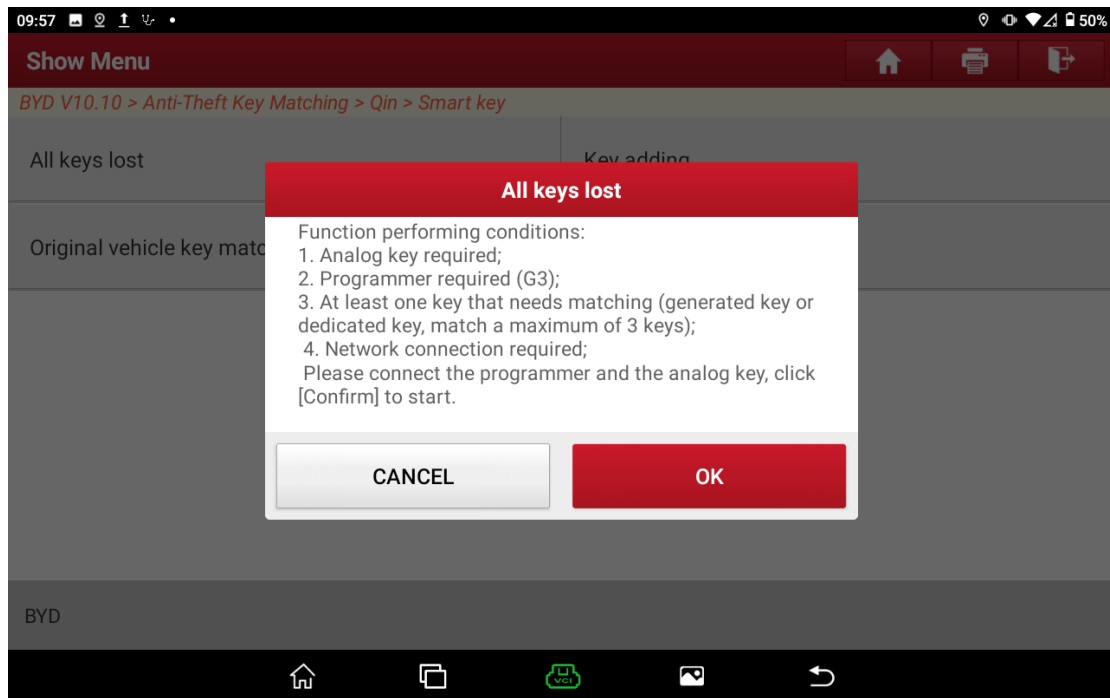 09:57
50%
Show Menu
BYD V10.10 > Anti-Theft Key Matching > Qin > Smart key
All keys lost
Key adding
Original vehicle key matc
All keys lost
Function performing conditions:
1. Analog key required;
2. Programmer required (G3);
3. At least one key that needs matching (generated key or
dedicated key, match a maximum of 3 keys);
4. Network connection required;
Please connect the programmer and the analog key, click
[Confirm] to start.
CANCEL
OK
BYD
VCI